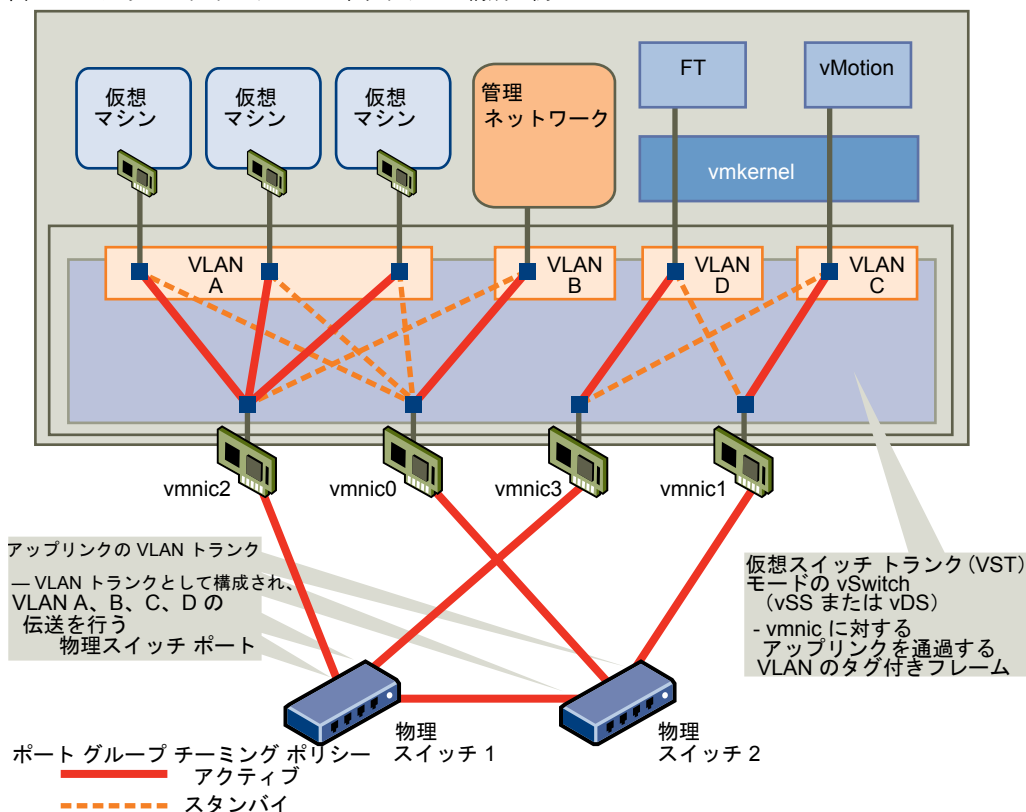 仮想
マシン
仮想
マシン
仮想
マシン
管理
ネットワーク
FT
vMotion
vmkernel
VLAN
A
VLAN
B
VLAN
D
VLAN
C
vmnic2
vmnic0
vmnic3
vmnic1
アップリンクの VLAN トランク
— VLAN トランクとして構成され、
VLAN A、B、C、D の
伝送を行う
物理スイッチ ポート
仮想スイッチ トランク (VST)
モードの vSwitch
(vSS または vDS)
- vmnic に対する
アップリンクを通過する
VLAN のタグ付きフレーム
物理
スイッチ 1
物理
スイッチ 2
ポート グループ チーミング ポリシー
アクティブ
スタンバイ